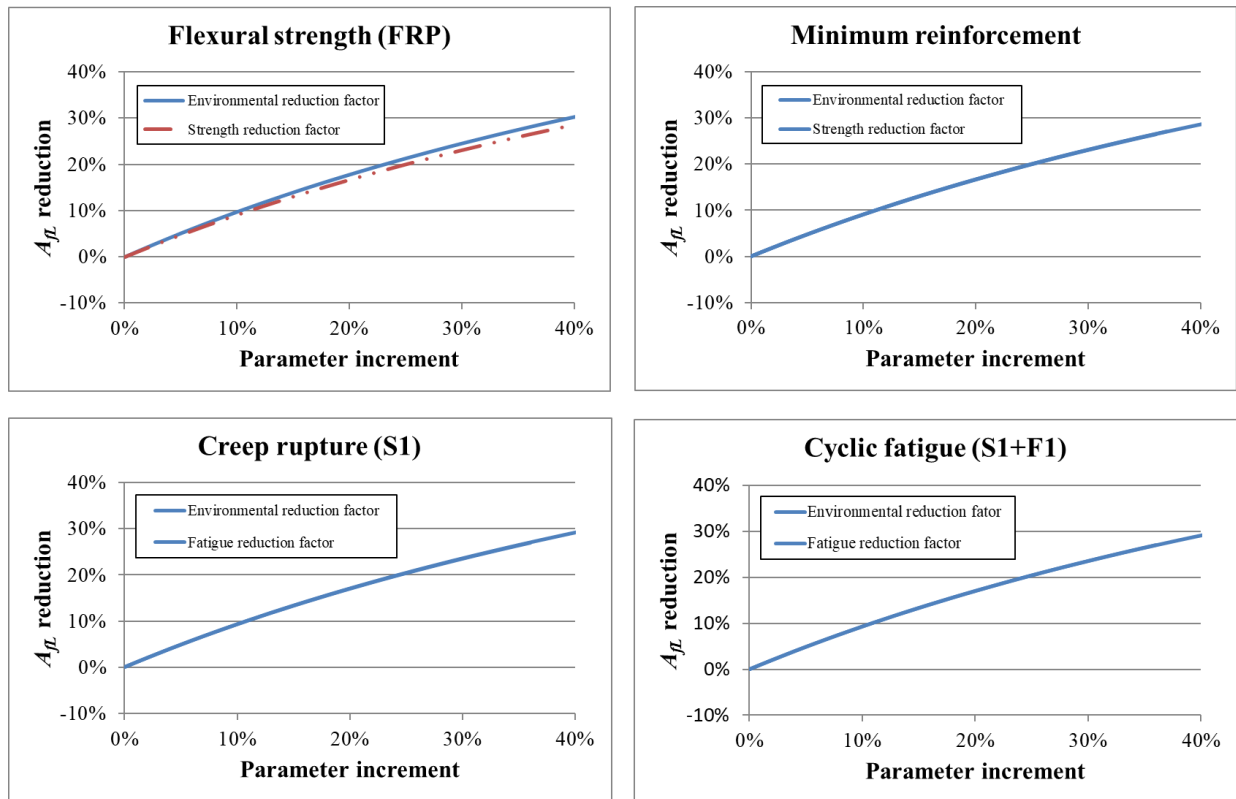 Flexural strength (FRP)
40%
30%
20%
10%
0%
-10%
Environmental reduction factor
Strength reduction factor
AfL reduction
0% 10% 20% 30% 40%
Parameter increment
Minimum reinforcement
40%
30%
20%
10%
0%
-10%
Environmental reduction factor
Strength reduction factor
AfL reduction
0% 10% 20% 30% 40%
Parameter increment
Creep rupture (S1)
40%
30%
20%
10%
0%
-10%
Environmental reduction factor
Fatigue reduction factor
AfL reduction
0% 10% 20% 30% 40%
Parameter increment
Cyclic fatigue (S1+F1)
40%
30%
20%
10%
0%
-10%
Environmental reduction fator
Fatigue reduction factor
AfL reduction
0% 10% 20% 30% 40%
Parameter increment